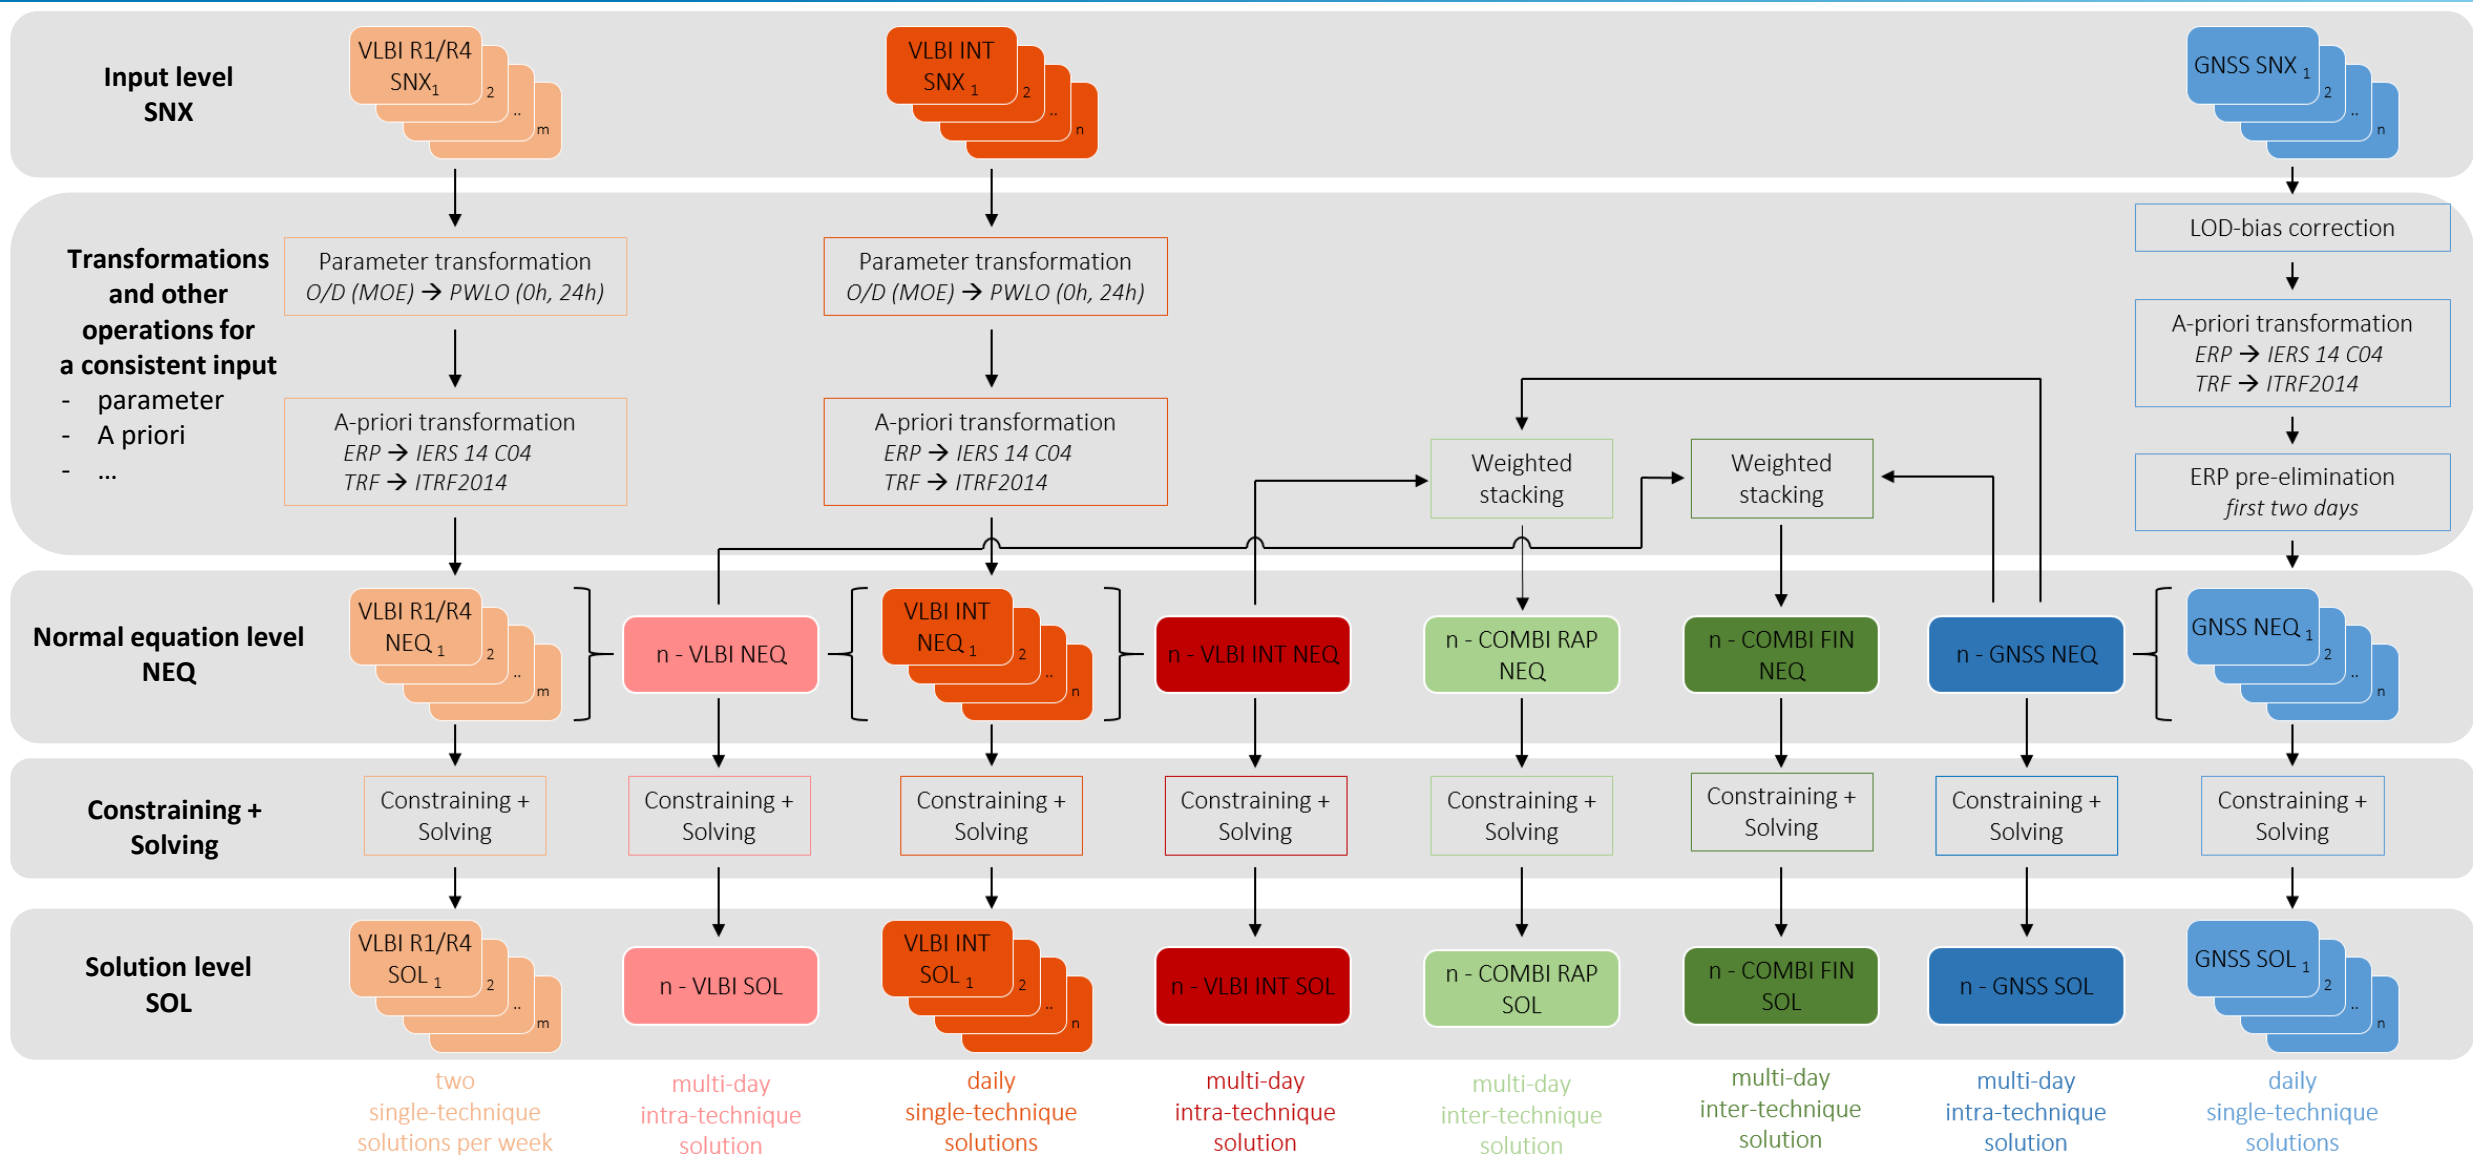 Input level
SNX
VLBI R1/R4
SNX1
2
..
m
VLBI INT
SNX 1
2
..
n
GNSS SNX 1
2
..
n
Transformations
and other
operations for
a consistent input
- parameter
- A priori
- ...
Parameter transformation
O/D (MOE) → PWLO (0h, 24h)
A-priori transformation
ERP → IERS 14 C04
TRF → ITRF2014
Parameter transformation
O/D (MOE) → PWLO (0h, 24h)
A-priori transformation
ERP → IERS 14 C04
TRF → ITRF2014
Weighted
stacking
Weighted
stacking
LOD-bias correction
A-priori transformation
ERP → IERS 14 C04
TRF → ITRF2014
ERP pre-elimination
first two days
Normal equation level
NEQ
VLBI R1/R4
NEQ 1
2
..
m
n - VLBI NEQ
VLBI INT
NEQ 1
2
..
n
n - VLBI INT NEQ
n - COMBI RAP
NEQ
n - COMBI FIN
NEQ
n - GNSS NEQ
GNSS NEQ 1
2
..
n
Constraining +
Solving
Constraining +
Solving
Constraining +
Solving
Constraining +
Solving
Constraining +
Solving
Constraining +
Solving
Constraining +
Solving
Constraining +
Solving
Constraining +
Solving
Solution level
SOL
VLBI R1/R4
SOL 1
2
..
m
n - VLBI SOL
VLBI INT
SOL 1
2
..
n
n - VLBI INT SOL
n - COMBI RAP
SOL
n - COMBI FIN
SOL
n - GNSS SOL
GNSS SOL 1
2
..
n
two
single-technique
solutions per week
multi-day
intra-technique
solution
daily
single-technique
solutions
multi-day
intra-technique
solution
multi-day
inter-technique
solution
multi-day
inter-technique
solution
multi-day
intra-technique
solution
daily
single-technique
solutions